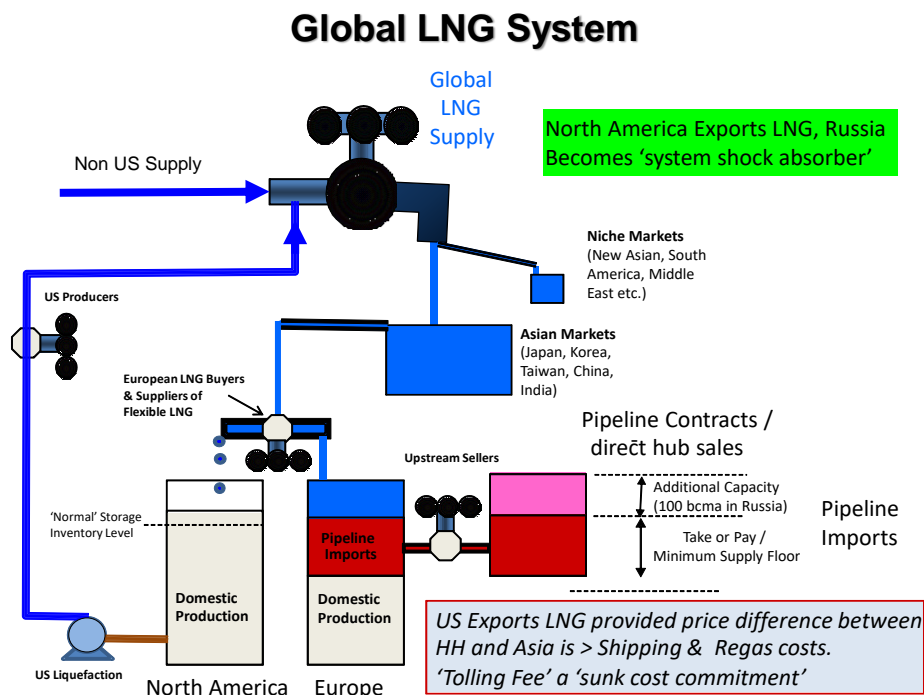 Global LNG System
Global
LNG
Supply
North America Exports LNG, Russia
Becomes ‘system shock absorber’
Non US Supply
Niche Markets
(New Asian, South
America, Middle
East etc.)
US Producers
Asian Markets
(Japan, Korea,
Taiwan, China,
India)
European LNG Buyers
& Suppliers of
Flexible LNG
Pipeline Contracts /
direct hub sales
Upstream Sellers
Additional Capacity
(100 bcma in Russia)
‘Normal’ Storage
Inventory Level
Pipeline
Imports
Take or Pay /
Minimum Supply Floor
Pipeline
Imports
Domestic
Production
Domestic
Production
US Exports LNG provided price difference between
HH and Asia is > Shipping & Regas costs.
‘Tolling Fee’ a ‘sunk cost commitment’
US Liquefaction
North America
Europe